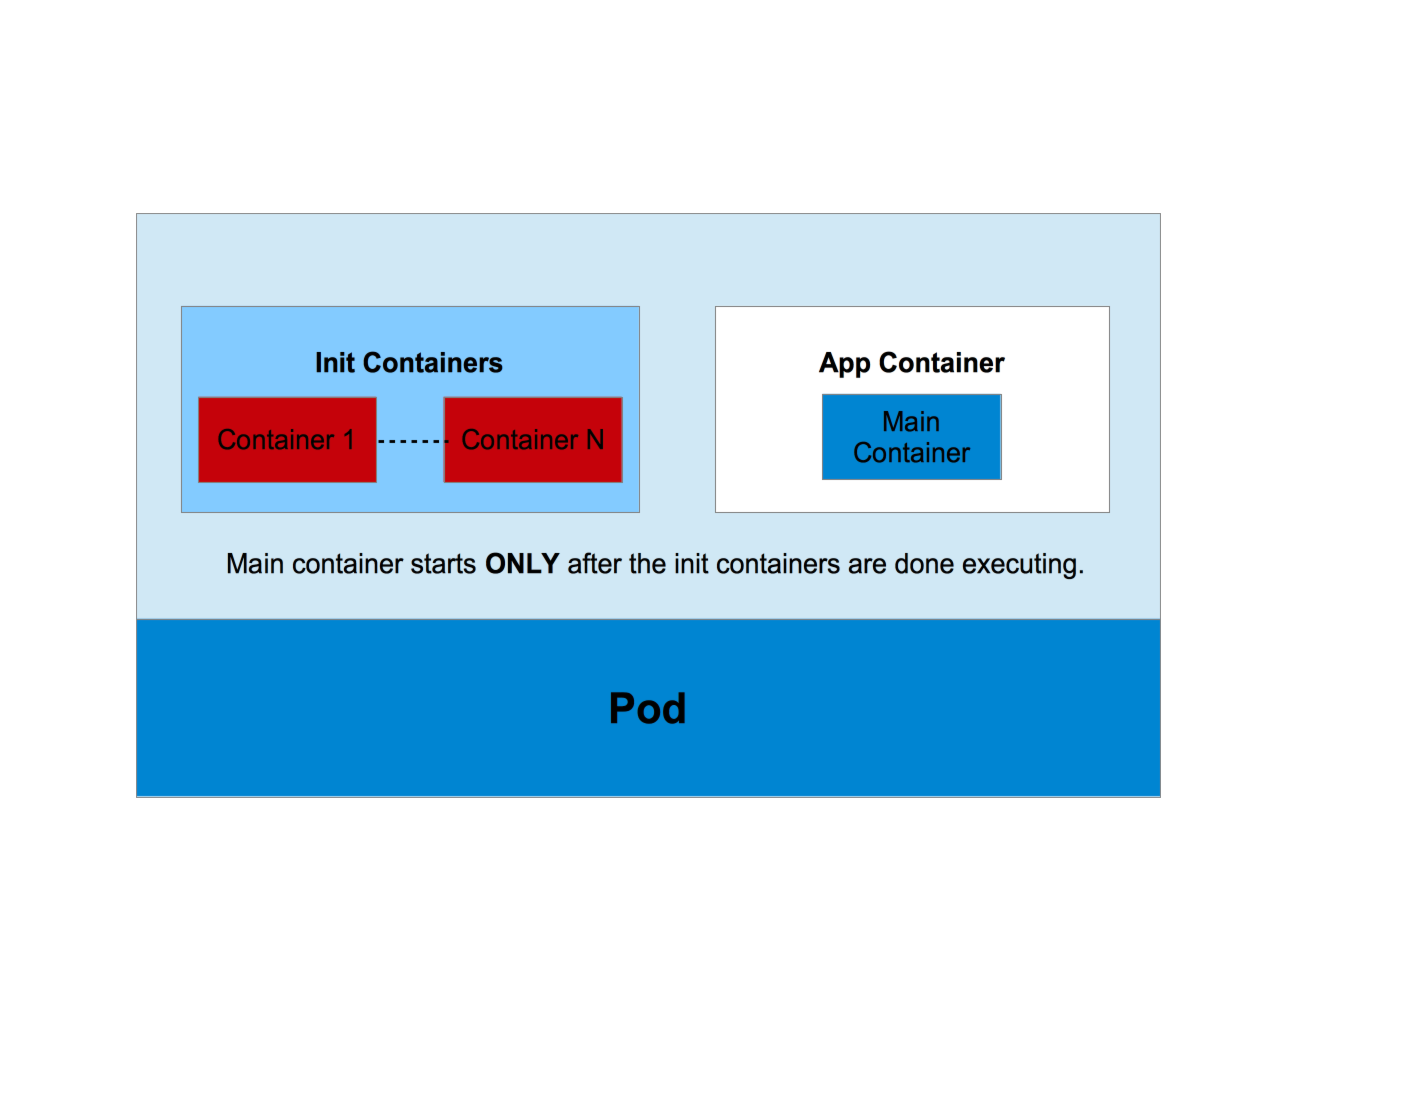 Init Containers
App Container
Container 1
Container N
Main
Container
Main container starts ONLY after the init containers are done executing.
Pod